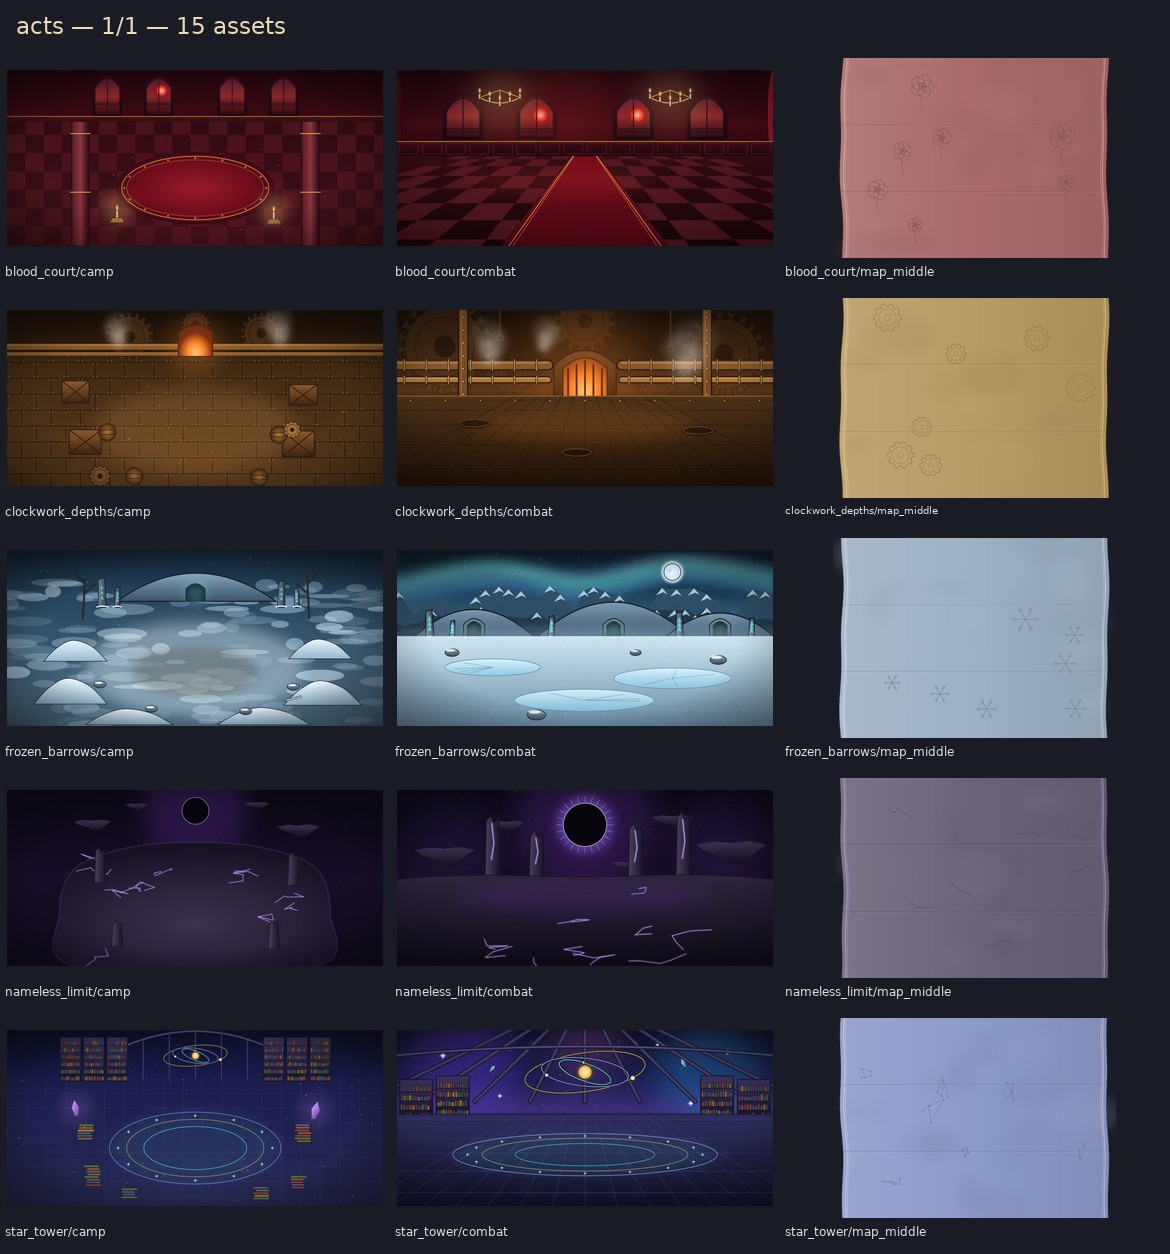 acts — 1/1 — 15 assets
blood_court/camp
blood_court/combat
blood_court/map_middle
clockwork_depths/camp
clockwork_depths/combat
clockwork_depths/map_middle
frozen_barrows/camp
frozen_barrows/combat
frozen_barrows/map_middle
nameless_limit/camp
nameless_limit/combat
nameless_limit/map_middle
star_tower/camp
star_tower/combat
star_tower/map_middle